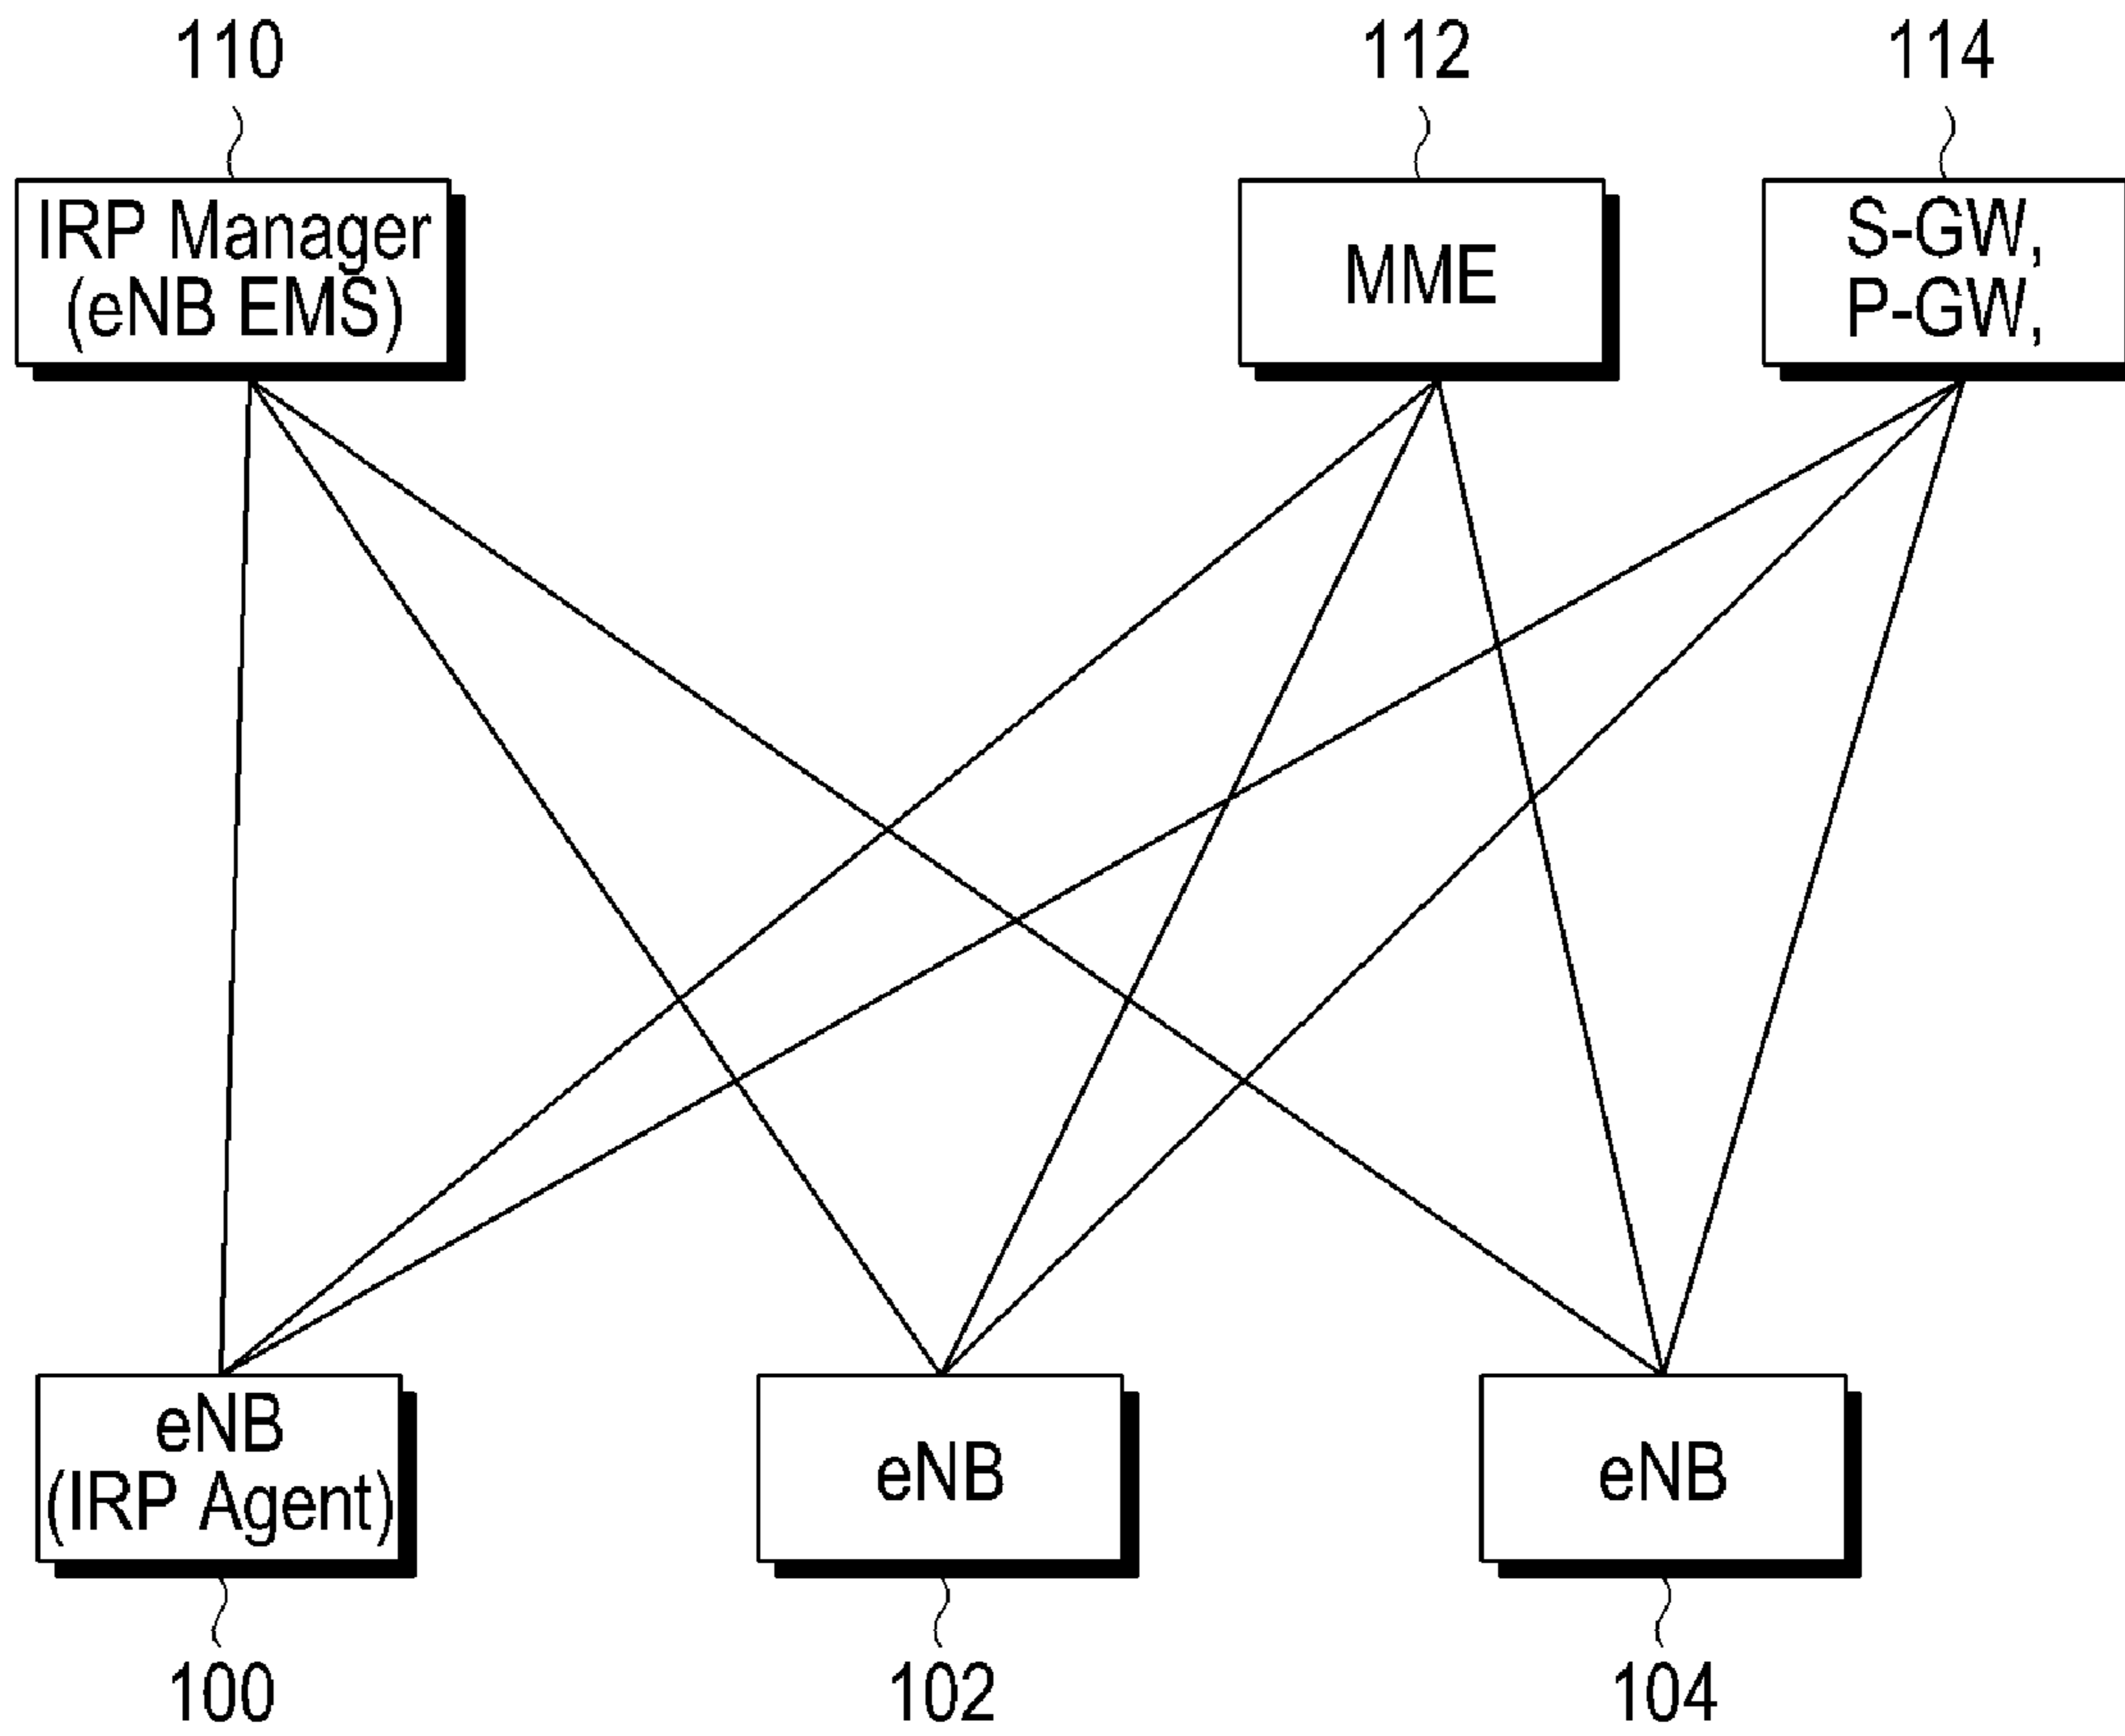 110
112
114
IRP Manager
(eNB EMS)
MME
S-GW,
P-GW,
eNB
(IRP Agent)
eNB
eNB
100
102
104